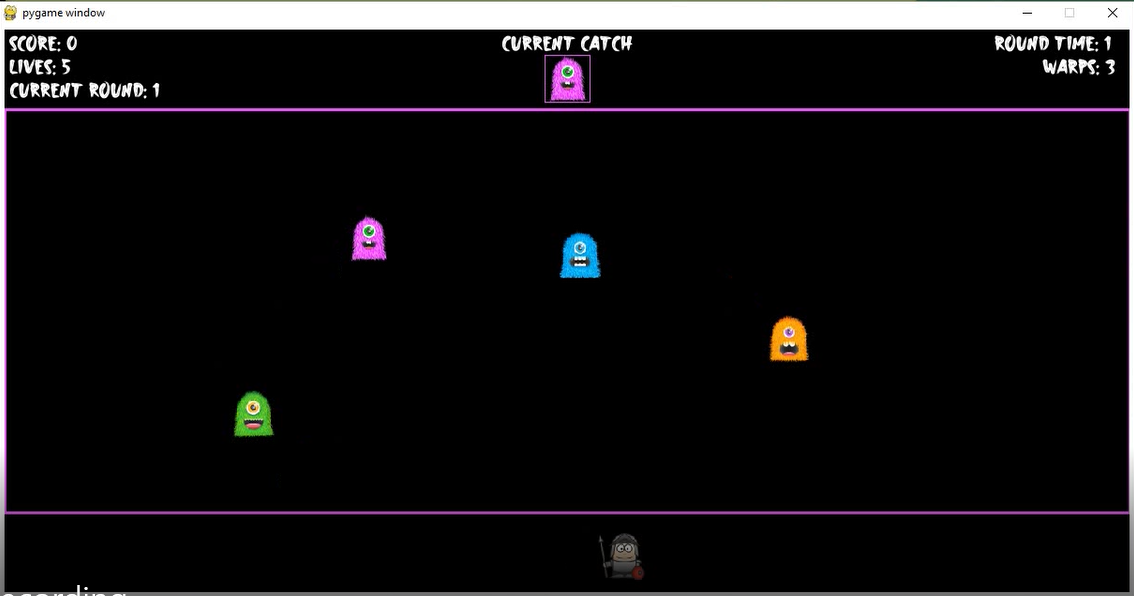 pygame window
SCORE: 0
CURRENT CATCH
ROUND TIME: 1
LIVES: 5
WARPS: 3
CURRENT ROUND: 1